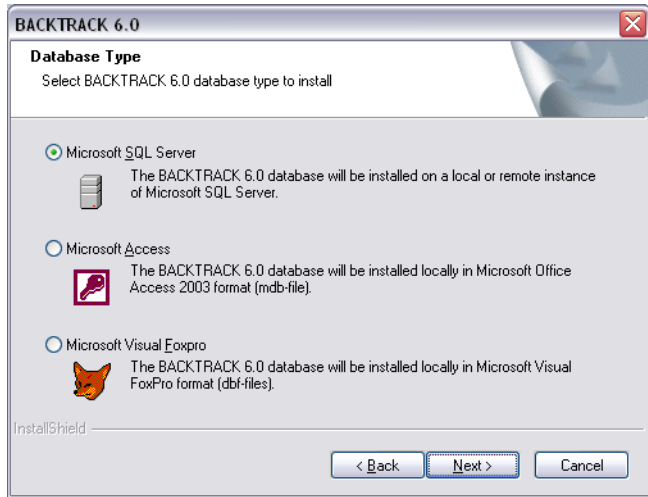 BACKTRACK 6.0
Database Type
Select BACKTRACK 6.0 database type to install
Microsoft SQL Server
The BACKTRACK 6.0 database will be installed on a local or remote instance
of Microsoft SQL Server.
Microsoft Access
The BACKTRACK 6.0 database will be installed locally in Microsoft Office
Access 2003 format (mdb-file).
Microsoft Visual Foxpro
The BACKTRACK 6.0 database will be installed locally in Microsoft Visual
FoxPro format (dbf-files).
InstallShield
< Back
Next >
Cancel